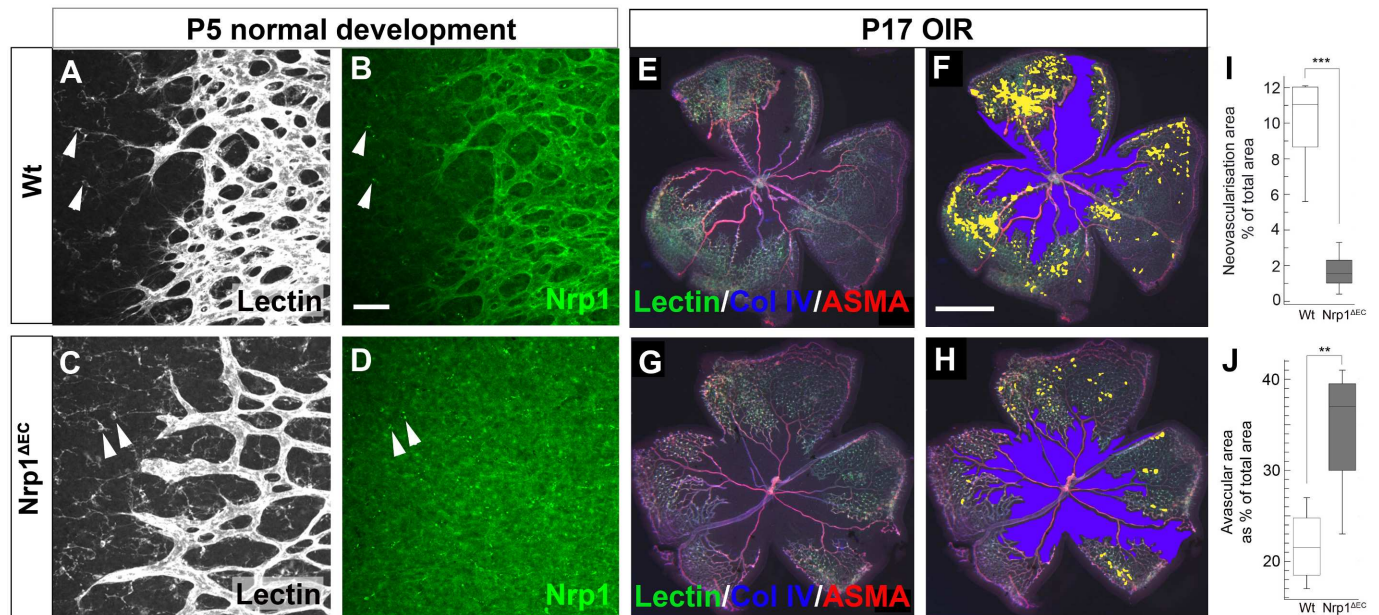 P5 normal development
P17 OIR
Wt
A
B
E
F
I
Lectin
Nrp1
Lectin/Col IV/ASMA
***
12
10
8
6
4
2
0
Neovascularisation area
% of total area
Wt Nrp1ΔEC
Nrp1ΔEC
C
D
G
H
J
Lectin
Nrp1
Lectin/Col IV/ASMA
**
40
30
20
Avascular area
as % of total area
Wt Nrp1ΔEC